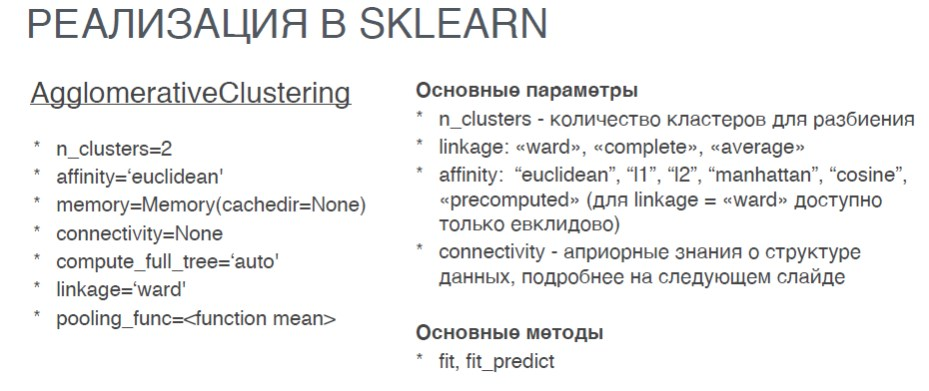 РЕАЛИЗАЦИЯ В SKLEARN
AgglomerativeClustering
* n_clusters=2
* affinity=‘euclidean'
* memory=Memory(cachedir=None)
* connectivity=None
* compute_full_tree=‘auto'
* linkage=‘ward'
* pooling_func=<function mean>
Основные параметры
* n_clusters - количество кластеров для разбиения
* linkage: «ward», «complete», «average»
* affinity: “euclidean”, “l1”, “l2”, “manhattan”, “cosine”,
«precomputed» (для linkage = «ward» доступно
только евклидово)
* connectivity - априорные знания о структуре
данных, подробнее на следующем слайде
Основные методы
* fit, fit_predict